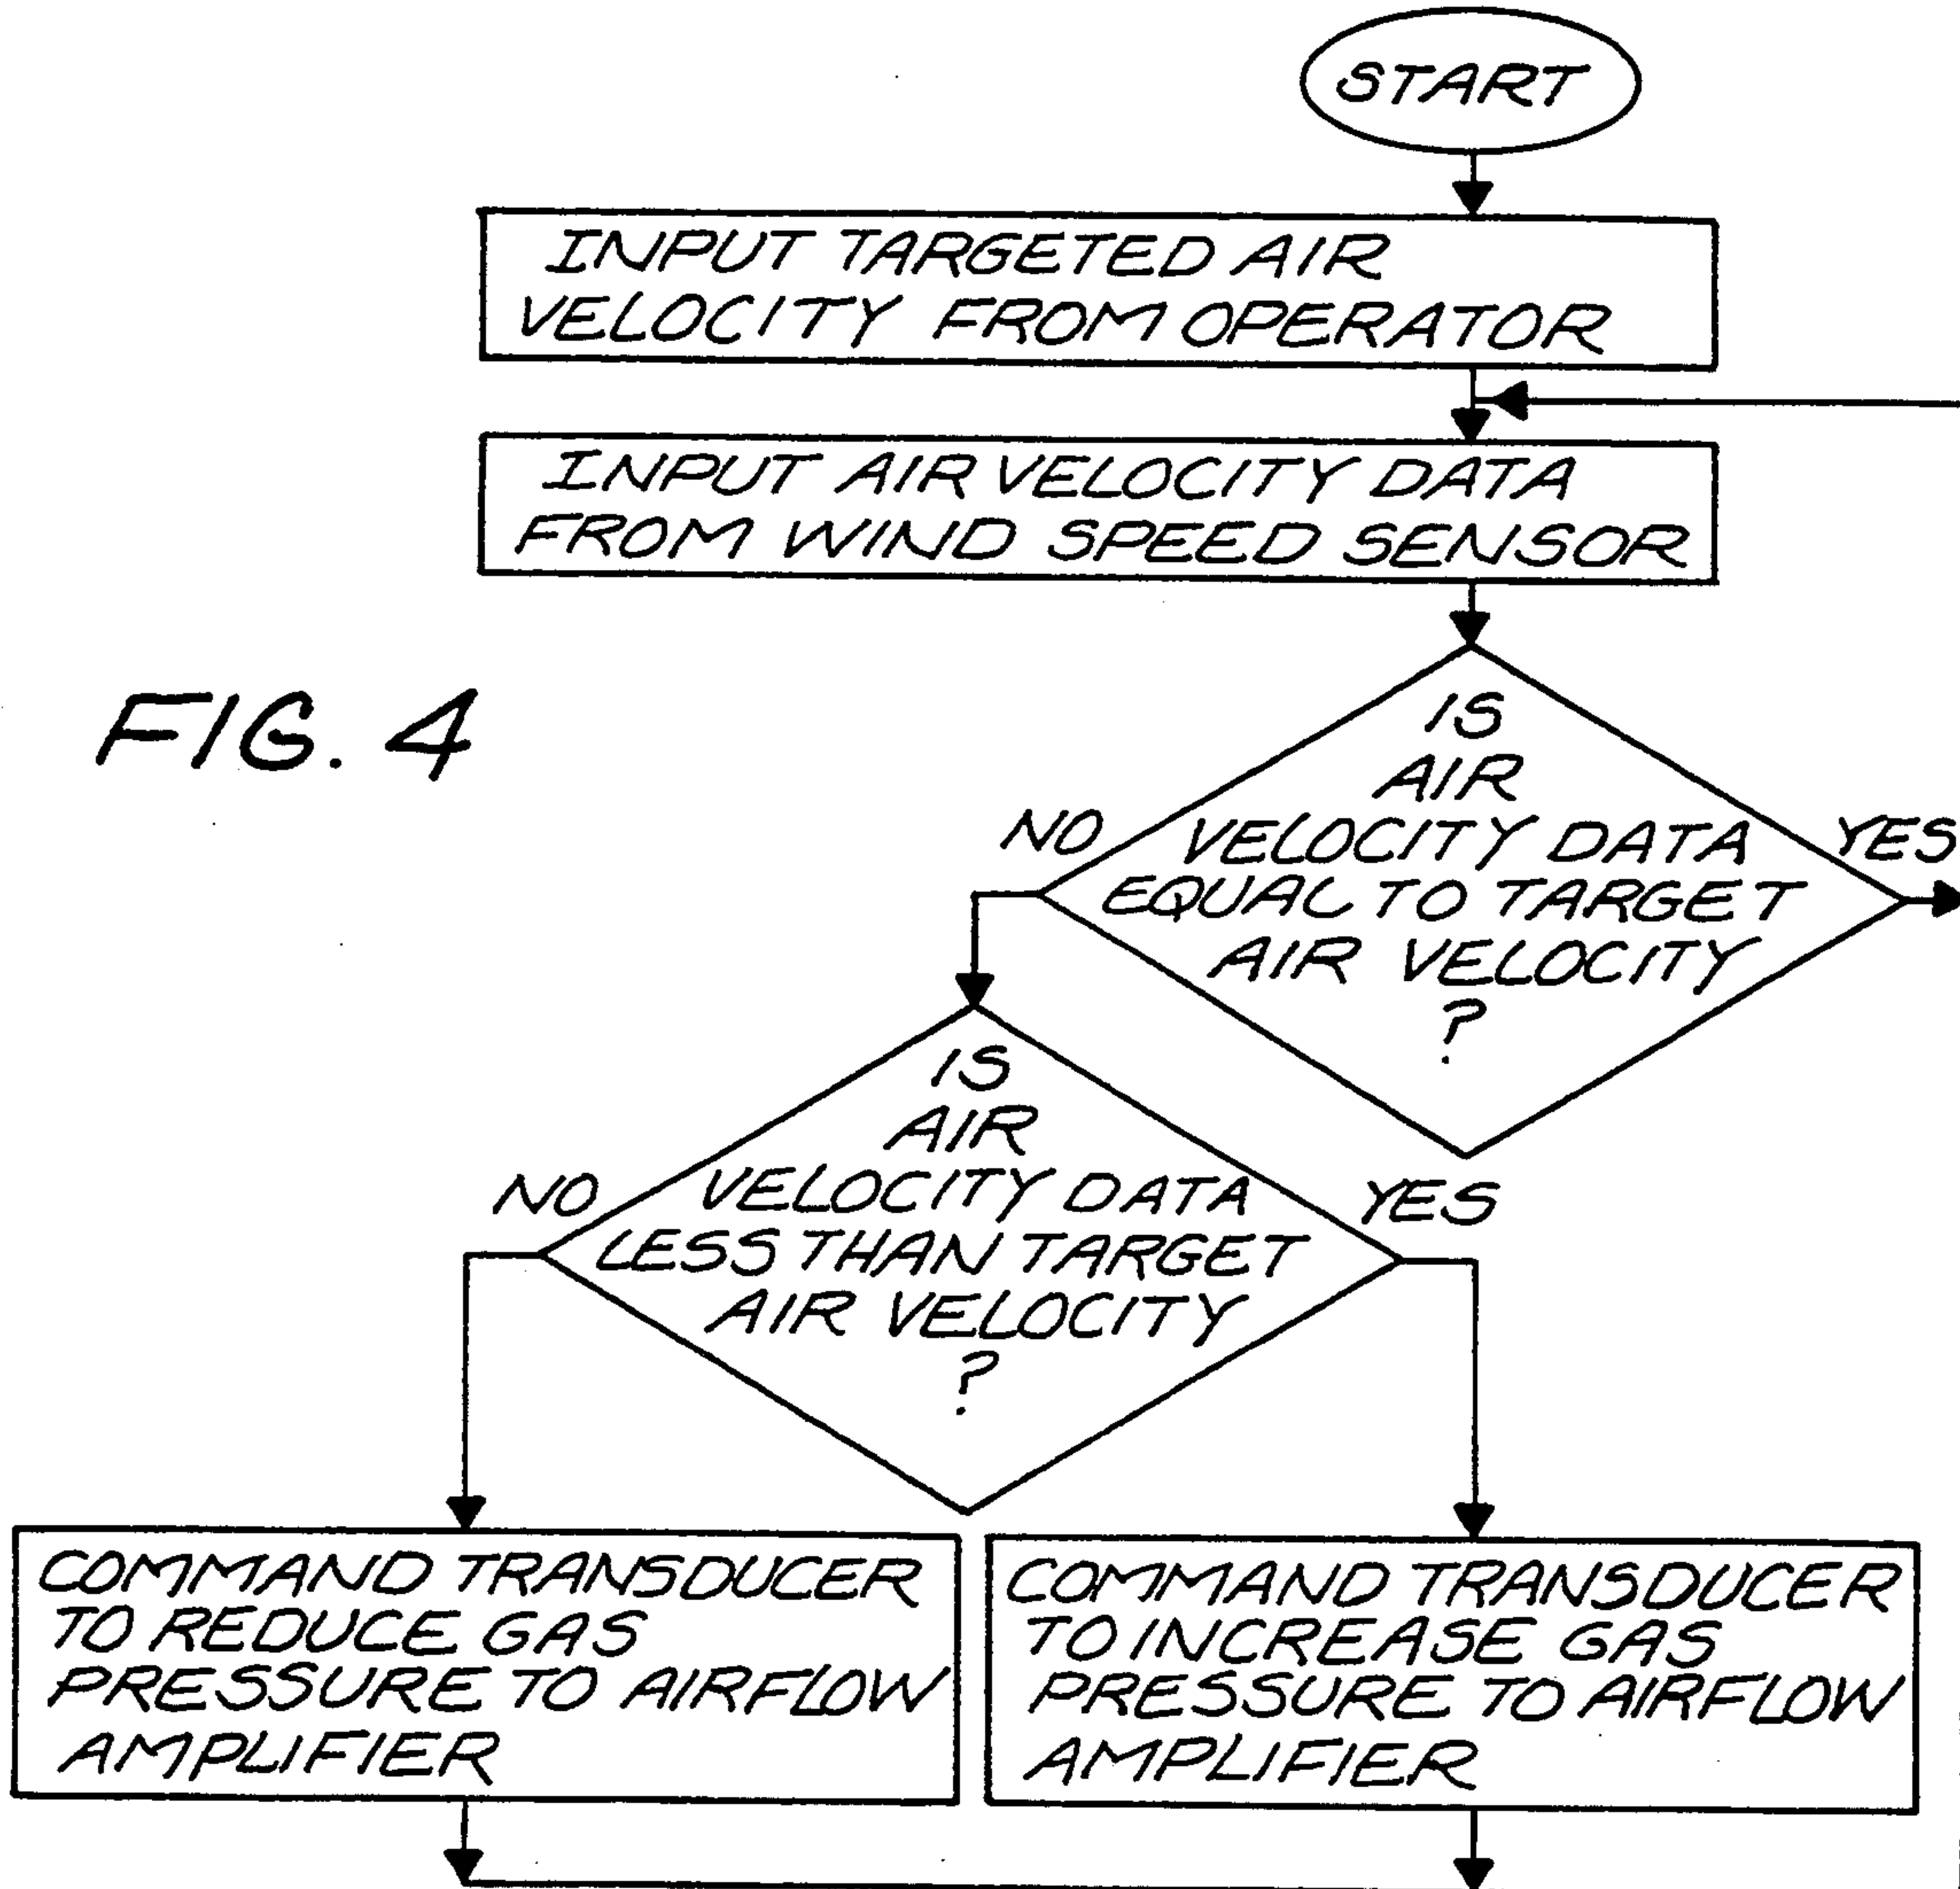 START
INPUT TARGETED AIR
VELOCITY FROM OPERATOR
INPUT AIR VELOCITY DATA
FROM WIND SPEED SENSOR
FIG. 4
IS
AIR
VELOCITY DATA
EQUAL TO TARGET
AIR VELOCITY
?
NO
YES
IS
AIR
VELOCITY DATA
LESS THAN TARGET
AIR VELOCITY
?
NO
YES
COMMAND TRANSDUCER
TO REDUCE GAS
PRESSURE TO AIRFLOW
AMPLIFIER
COMMAND TRANSDUCER
TO INCREASE GAS
PRESSURE TO AIRFLOW
AMPLIFIER